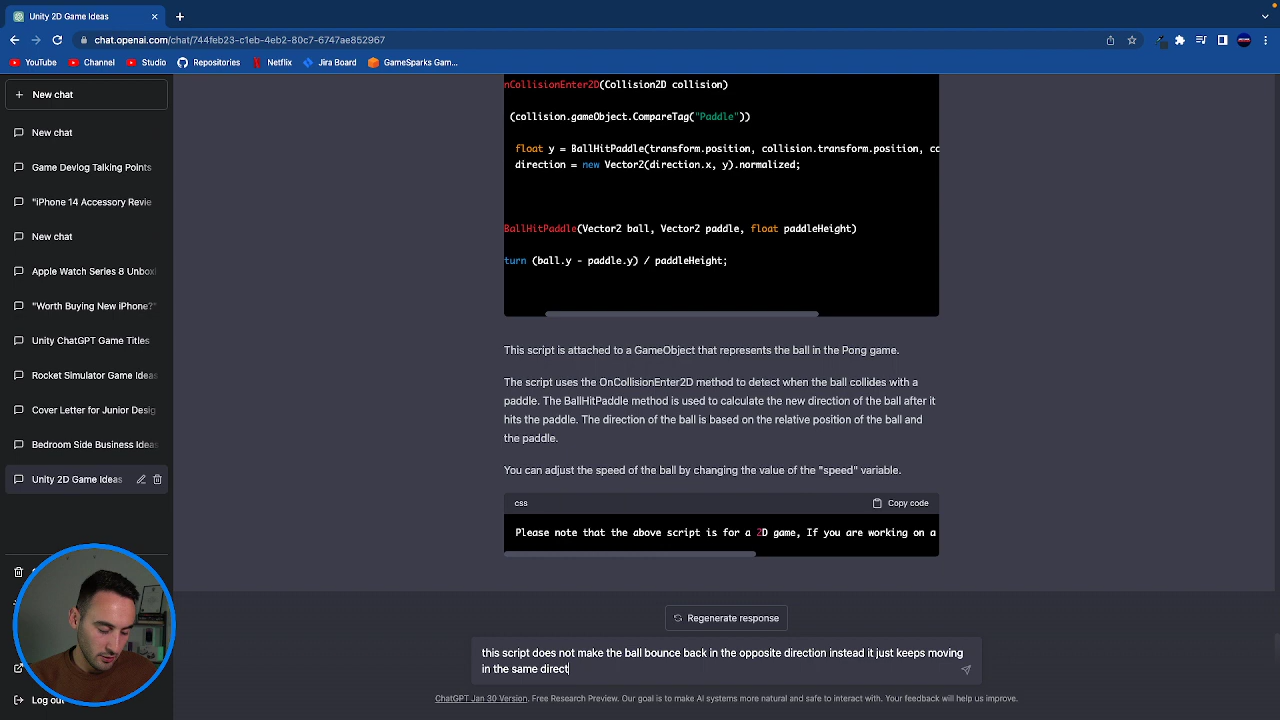 Unity 2D Game Ideas
chat.openai.com/chat/744feb23-c1eb-4eb2-80c7-6747ae852967
YouTube Channel Studio Repositories Netflix Jira Board GameSparks Gam...
New chat
New chat
Game Devlog Talking Points
"iPhone 14 Accessory Revie
New chat
Apple Watch Series 8 Unboxi
"Worth Buying New iPhone?"
Unity ChatGPT Game Titles
Rocket Simulator Game Ideas
Cover Letter for Junior Desig
Bedroom Side Business Ideas
Unity 2D Game Ideas
Log out
nCollisionEnter2D(Collision2D collision)
(collision.gameObject.CompareTag("Paddle"))
float y = BallHitPaddle(transform.position, collision.transform.position, co
direction = new Vector2(direction.x, y).normalized;
BallHitPaddle(Vector2 ball, Vector2 paddle, float paddleHeight)
turn (ball.y - paddle.y) / paddleHeight;
This script is attached to a GameObject that represents the ball in the Pong game.
The script uses the OnCollisionEnter2D method to detect when the ball collides with a
paddle. The BallHitPaddle method is used to calculate the new direction of the ball after it
hits the paddle. The direction of the ball is based on the relative position of the ball and
the paddle.
You can adjust the speed of the ball by changing the value of the "speed" variable.
css Copy code
Please note that the above script is for a 2D game, If you are working on a
Regenerate response
this script does not make the ball bounce back in the opposite direction instead it just keeps moving
in the same direct
ChatGPT Jan 30 Version. Free Research Preview. Our goal is to make AI systems more natural and safe to interact with. Your feedback will help us improve.